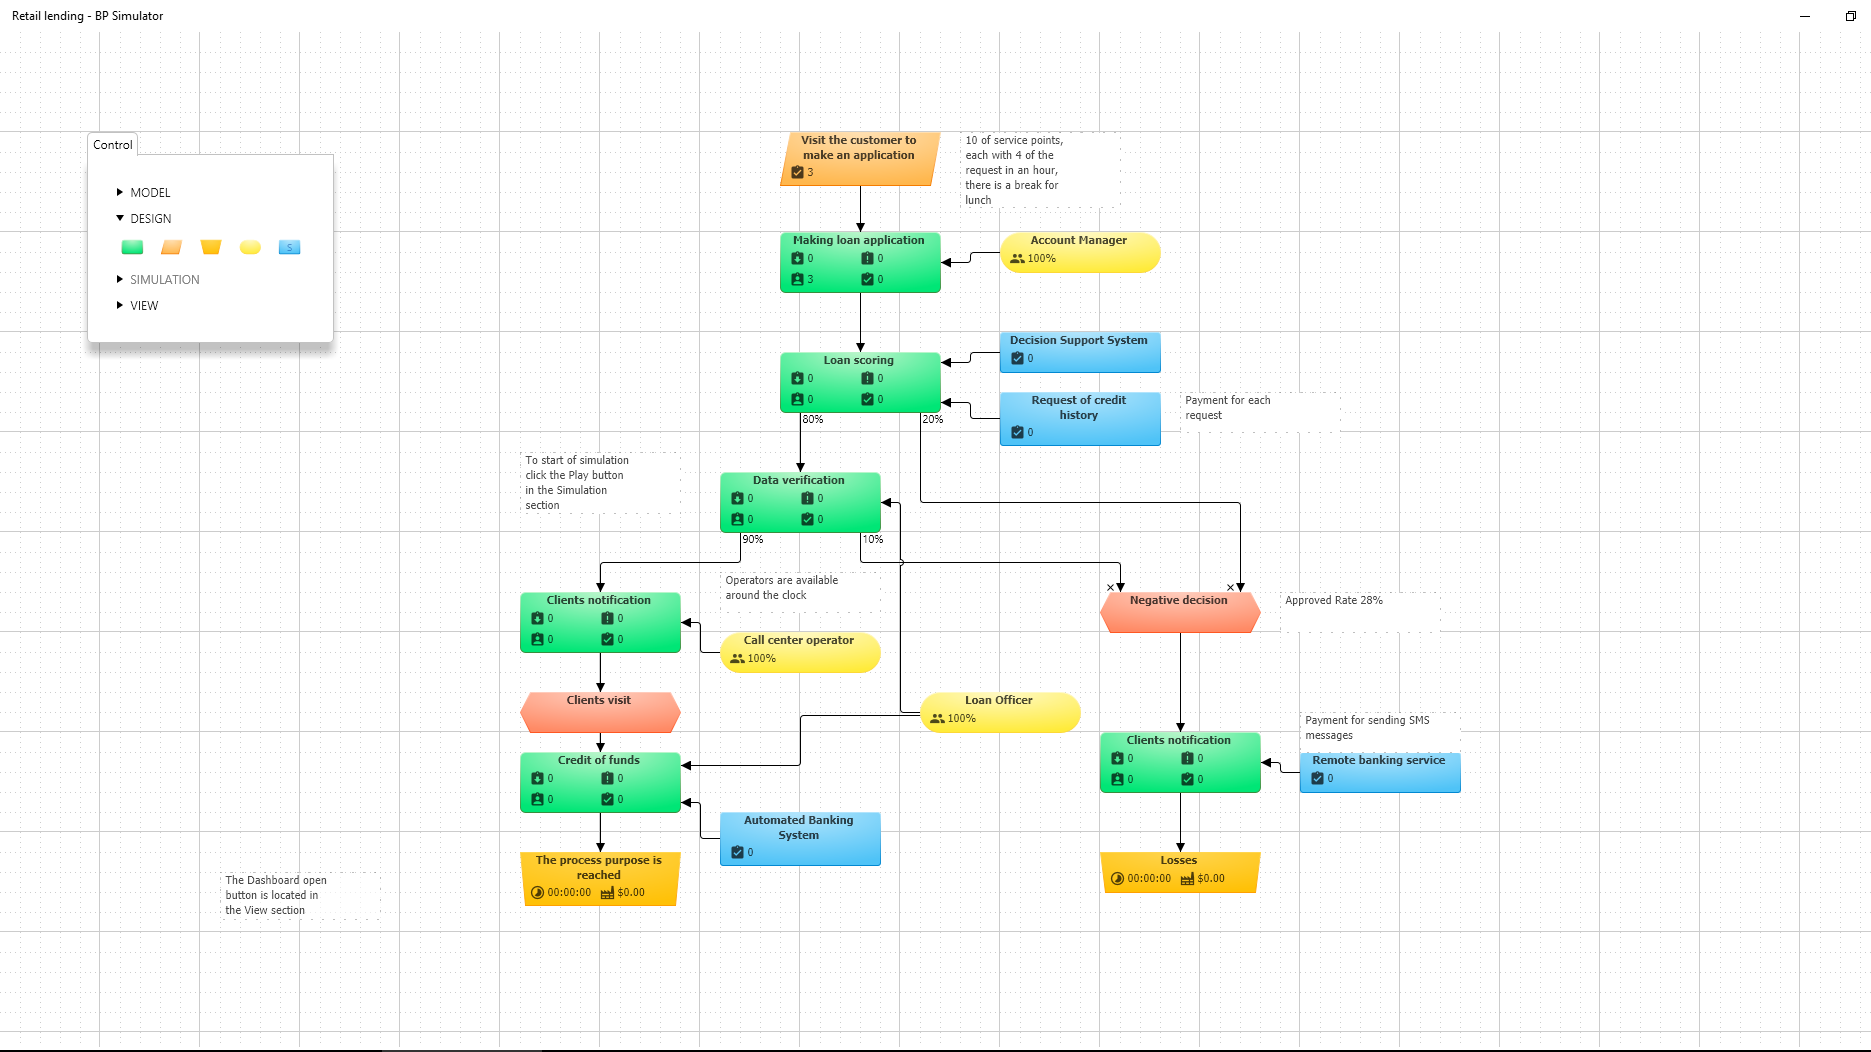 Retail lending - BP Simulator
Control
MODEL
DESIGN
S
SIMULATION
VIEW
Visit the customer to
make an application
3
10 of service points,
each with 4 of the
request in an hour,
there is a break for
lunch
Making loan application
0 0
3 0
Account Manager
100%
Loan scoring
0 0
0 0
80% 20%
Decision Support System
0
Request of credit
history
0
Payment for each
request
To start of simulation
click the Play button
in the Simulation
section
Data verification
0 0
0 0
90% 10%
Operators are available
around the clock
Clients notification
0 0
0 0
Call center operator
100%
Negative decision
Approved Rate 28%
Clients visit
Loan Officer
100%
Credit of funds
0 0
0 0
Automated Banking
System
0
Payment for sending SMS
messages
Clients notification
0 0
0 0
Remote banking service
0
The process purpose is
reached
00:00:00 $0.00
Losses
00:00:00 $0.00
The Dashboard open
button is located in
the View section